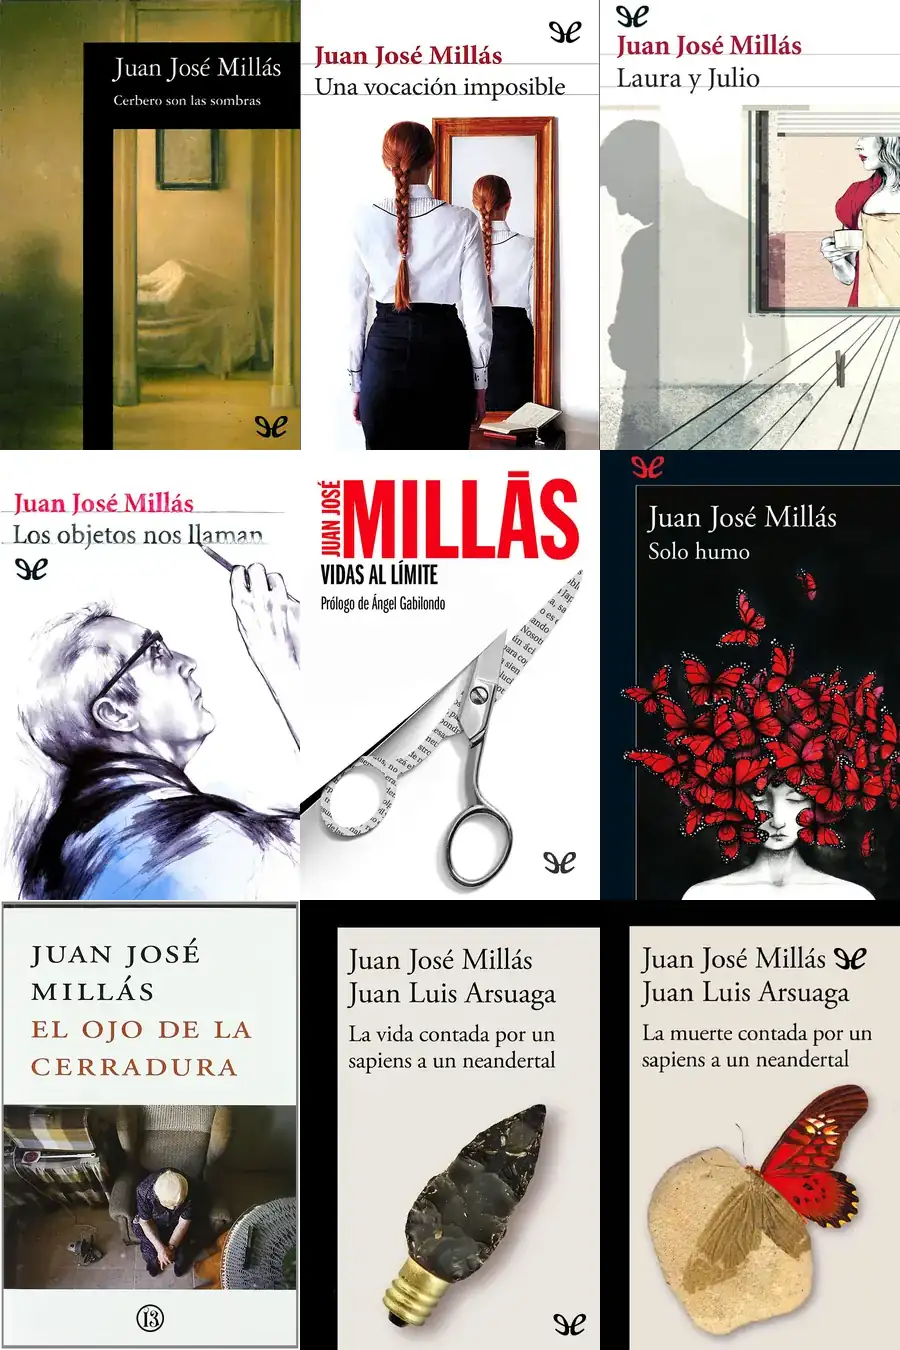 Juan José Millás
Cerbero son las sombras
Juan José Millás
Una vocación imposible
Juan José Millás
Laura y Julio
Juan José Millás
Los objetos nos llaman
JUAN JOSÉ
MILLÁS
VIDAS AL LÍMITE
Prólogo de Ángel Gabilondo
Juan José Millás
Solo humo
JUAN JOSÉ
MILLÁS
EL OJO DE LA
CERRADURA
13
Juan José Millás
Juan Luis Arsuaga
La vida contada por un
sapiens a un neandertal
Juan José Millás
Juan Luis Arsuaga
La muerte contada por un
sapiens a un neandertal